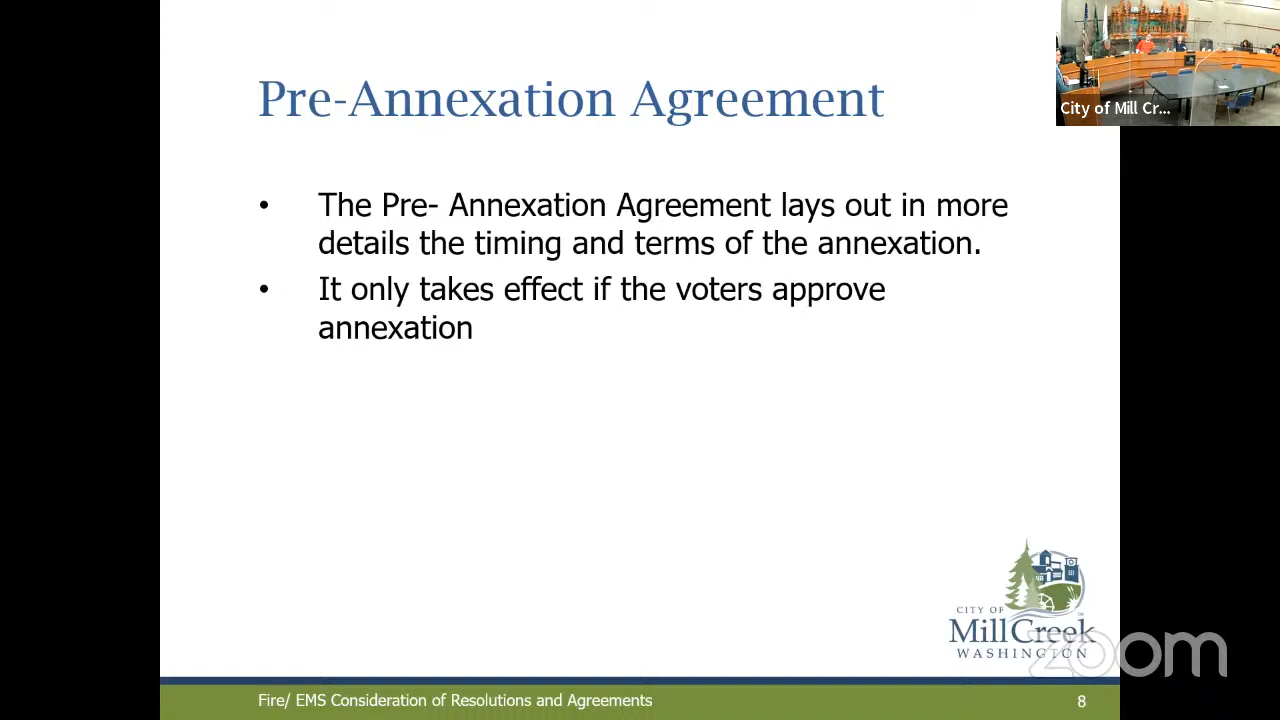 Pre-Annexation Agreement
City of Mill Cr...
• The Pre- Annexation Agreement lays out in more
details the timing and terms of the annexation.
• It only takes effect if the voters approve
annexation
CITY OF
Mill Creek
WASHINGTON
zoom
Fire/ EMS Consideration of Resolutions and Agreements
8